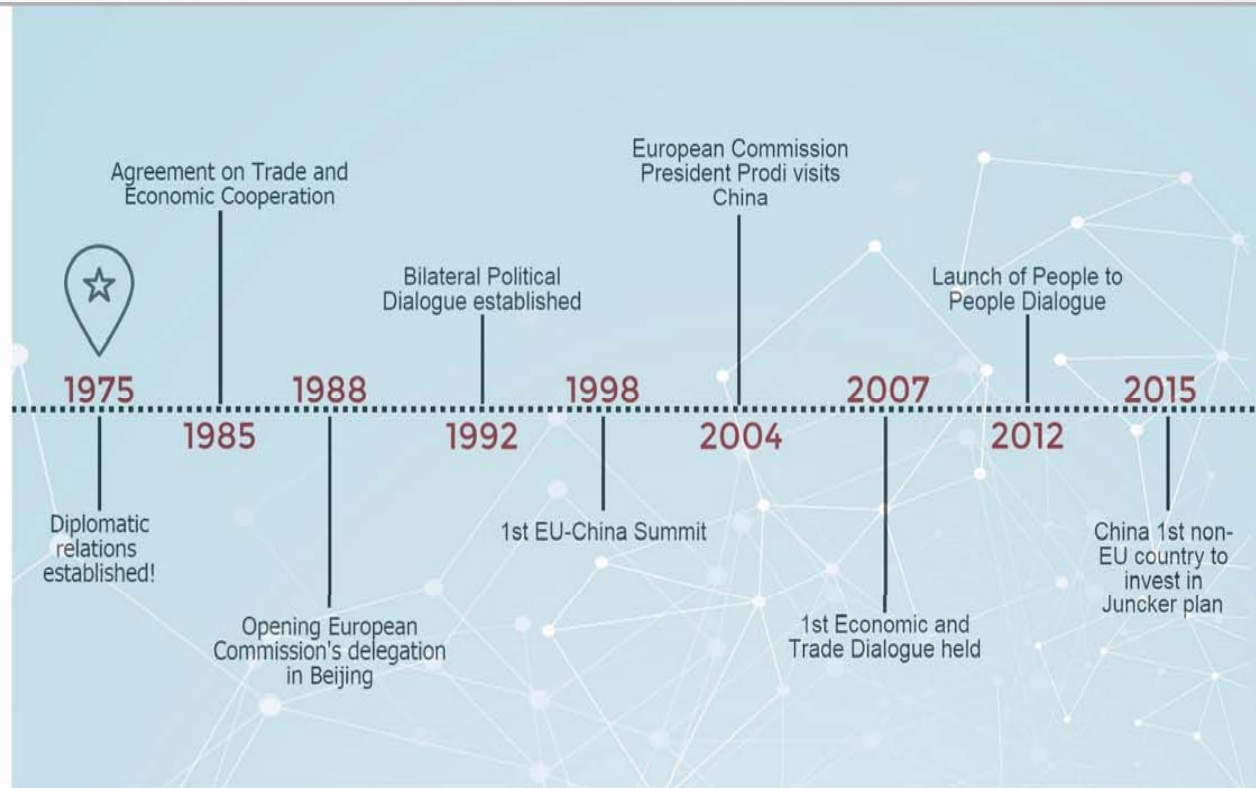 Agreement on Trade and
Economic Cooperation
European Commission
President Prodi visits
China
Bilateral Political
Dialogue established
Launch of People to
People Dialogue
1975
1988
1998
2007
2015
1985
1992
2004
2012
Diplomatic
relations
established!
1st EU-China Summit
China 1st non-
EU country to
invest in
Juncker plan
Opening European
Commission's delegation
in Beijing
1st Economic and
Trade Dialogue held